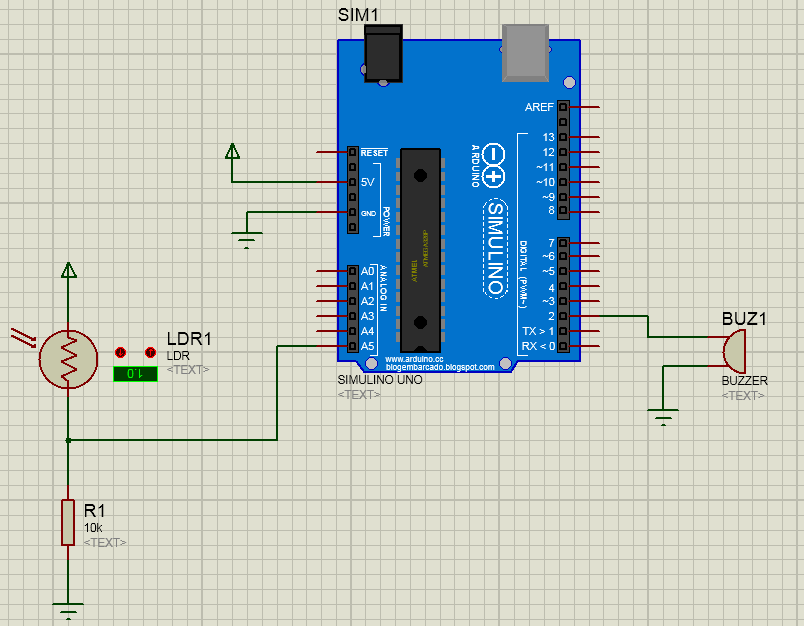 SIM1
AREF
13
12
~11
~10
~9
8
RESET
5V
GND
POWER
ARDUINO
SIMULINO
ATMEL
DIGITAL (PWM~)
7
~6
~5
4
~3
2
TX > 1
RX < 0
A0
A1
A2
A3
A4
A5
ANALOG IN
www.arduino.cc
blogembarcado.blogspot.com
SIMULINO UNO
<TEXT>
LDR1
LDR
<TEXT>
1.0
BUZ1
BUZZER
<TEXT>
R1
10k
<TEXT>